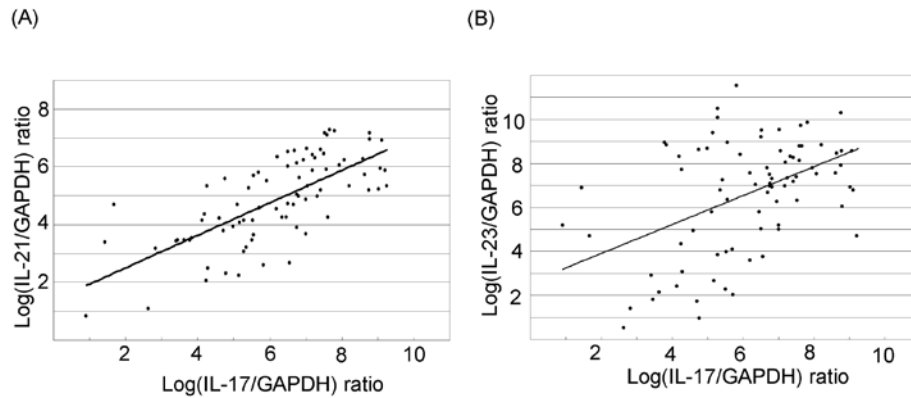 (A)
Log(IL-21/GAPDH) ratio
8
6
4
2
2 4 6 8 10
Log(IL-17/GAPDH) ratio
(B)
Log(IL-23/GAPDH) ratio
10
8
6
4
2
2 4 6 8 10
Log(IL-17/GAPDH) ratio